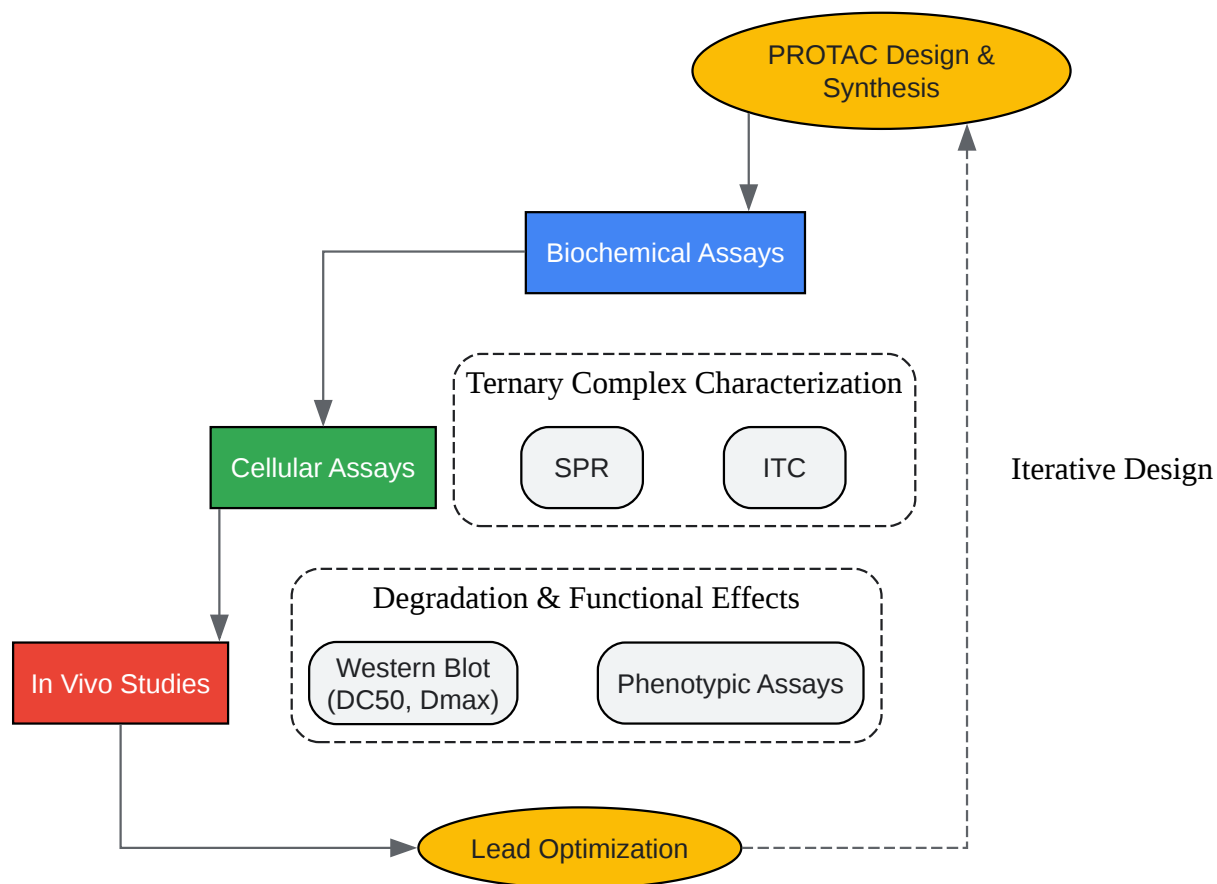 PROTAC Design &
Synthesis
Biochemical Assays
Ternary Complex Characterization
SPR
ITC
Cellular Assays
Iterative Design
Degradation & Functional Effects
Western Blot
(DC50, Dmax)
Phenotypic Assays
In Vivo Studies
Lead Optimization